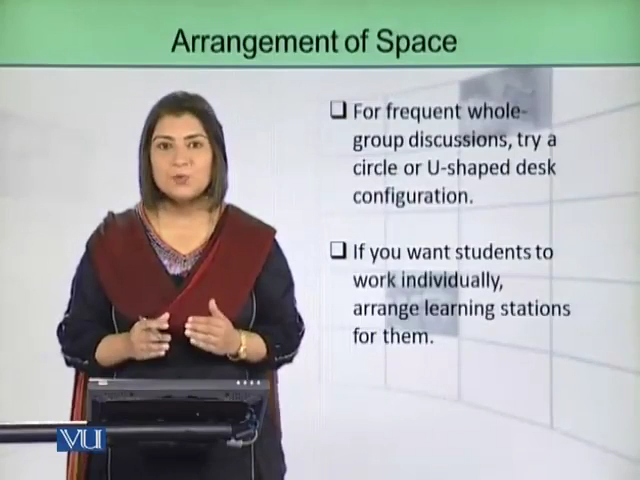 Arrangement of Space
❑ For frequent whole-
group discussions, try a
circle or U-shaped desk
configuration.
❑ If you want students to
work individually,
arrange learning stations
for them.
VU